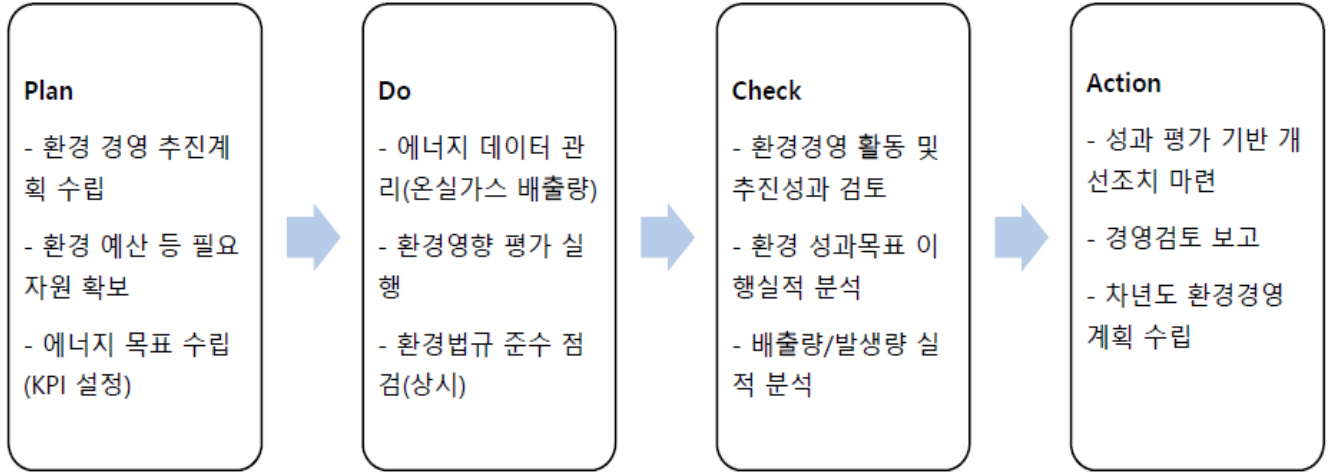 Plan
- 환경 경영 추진계
획 수립
- 환경 예산 등 필요
자원 확보
- 에너지 목표 수립
(KPI 설정)
Do
- 에너지 데이터 관
리(온실가스 배출량)
- 환경영향 평가 실
행
- 환경법규 준수 점
검(상시)
Check
- 환경경영 활동 및
추진성과 검토
- 환경 성과목표 이
행실적 분석
- 배출량/발생량 실
적 분석
Action
- 성과 평가 기반 개
선조치 마련
- 경영검토 보고
- 차년도 환경경영
계획 수립